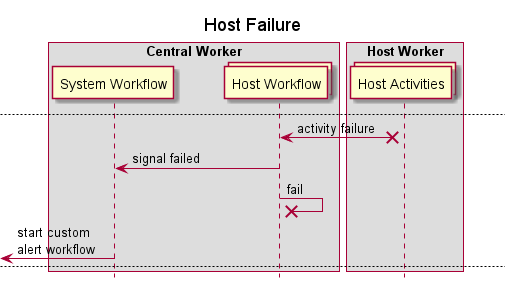 Host Failure
Central Worker
Host Worker
System Workflow
Host Workflow
Host Activities
activity failure
signal failed
fail
start custom
alert workflow